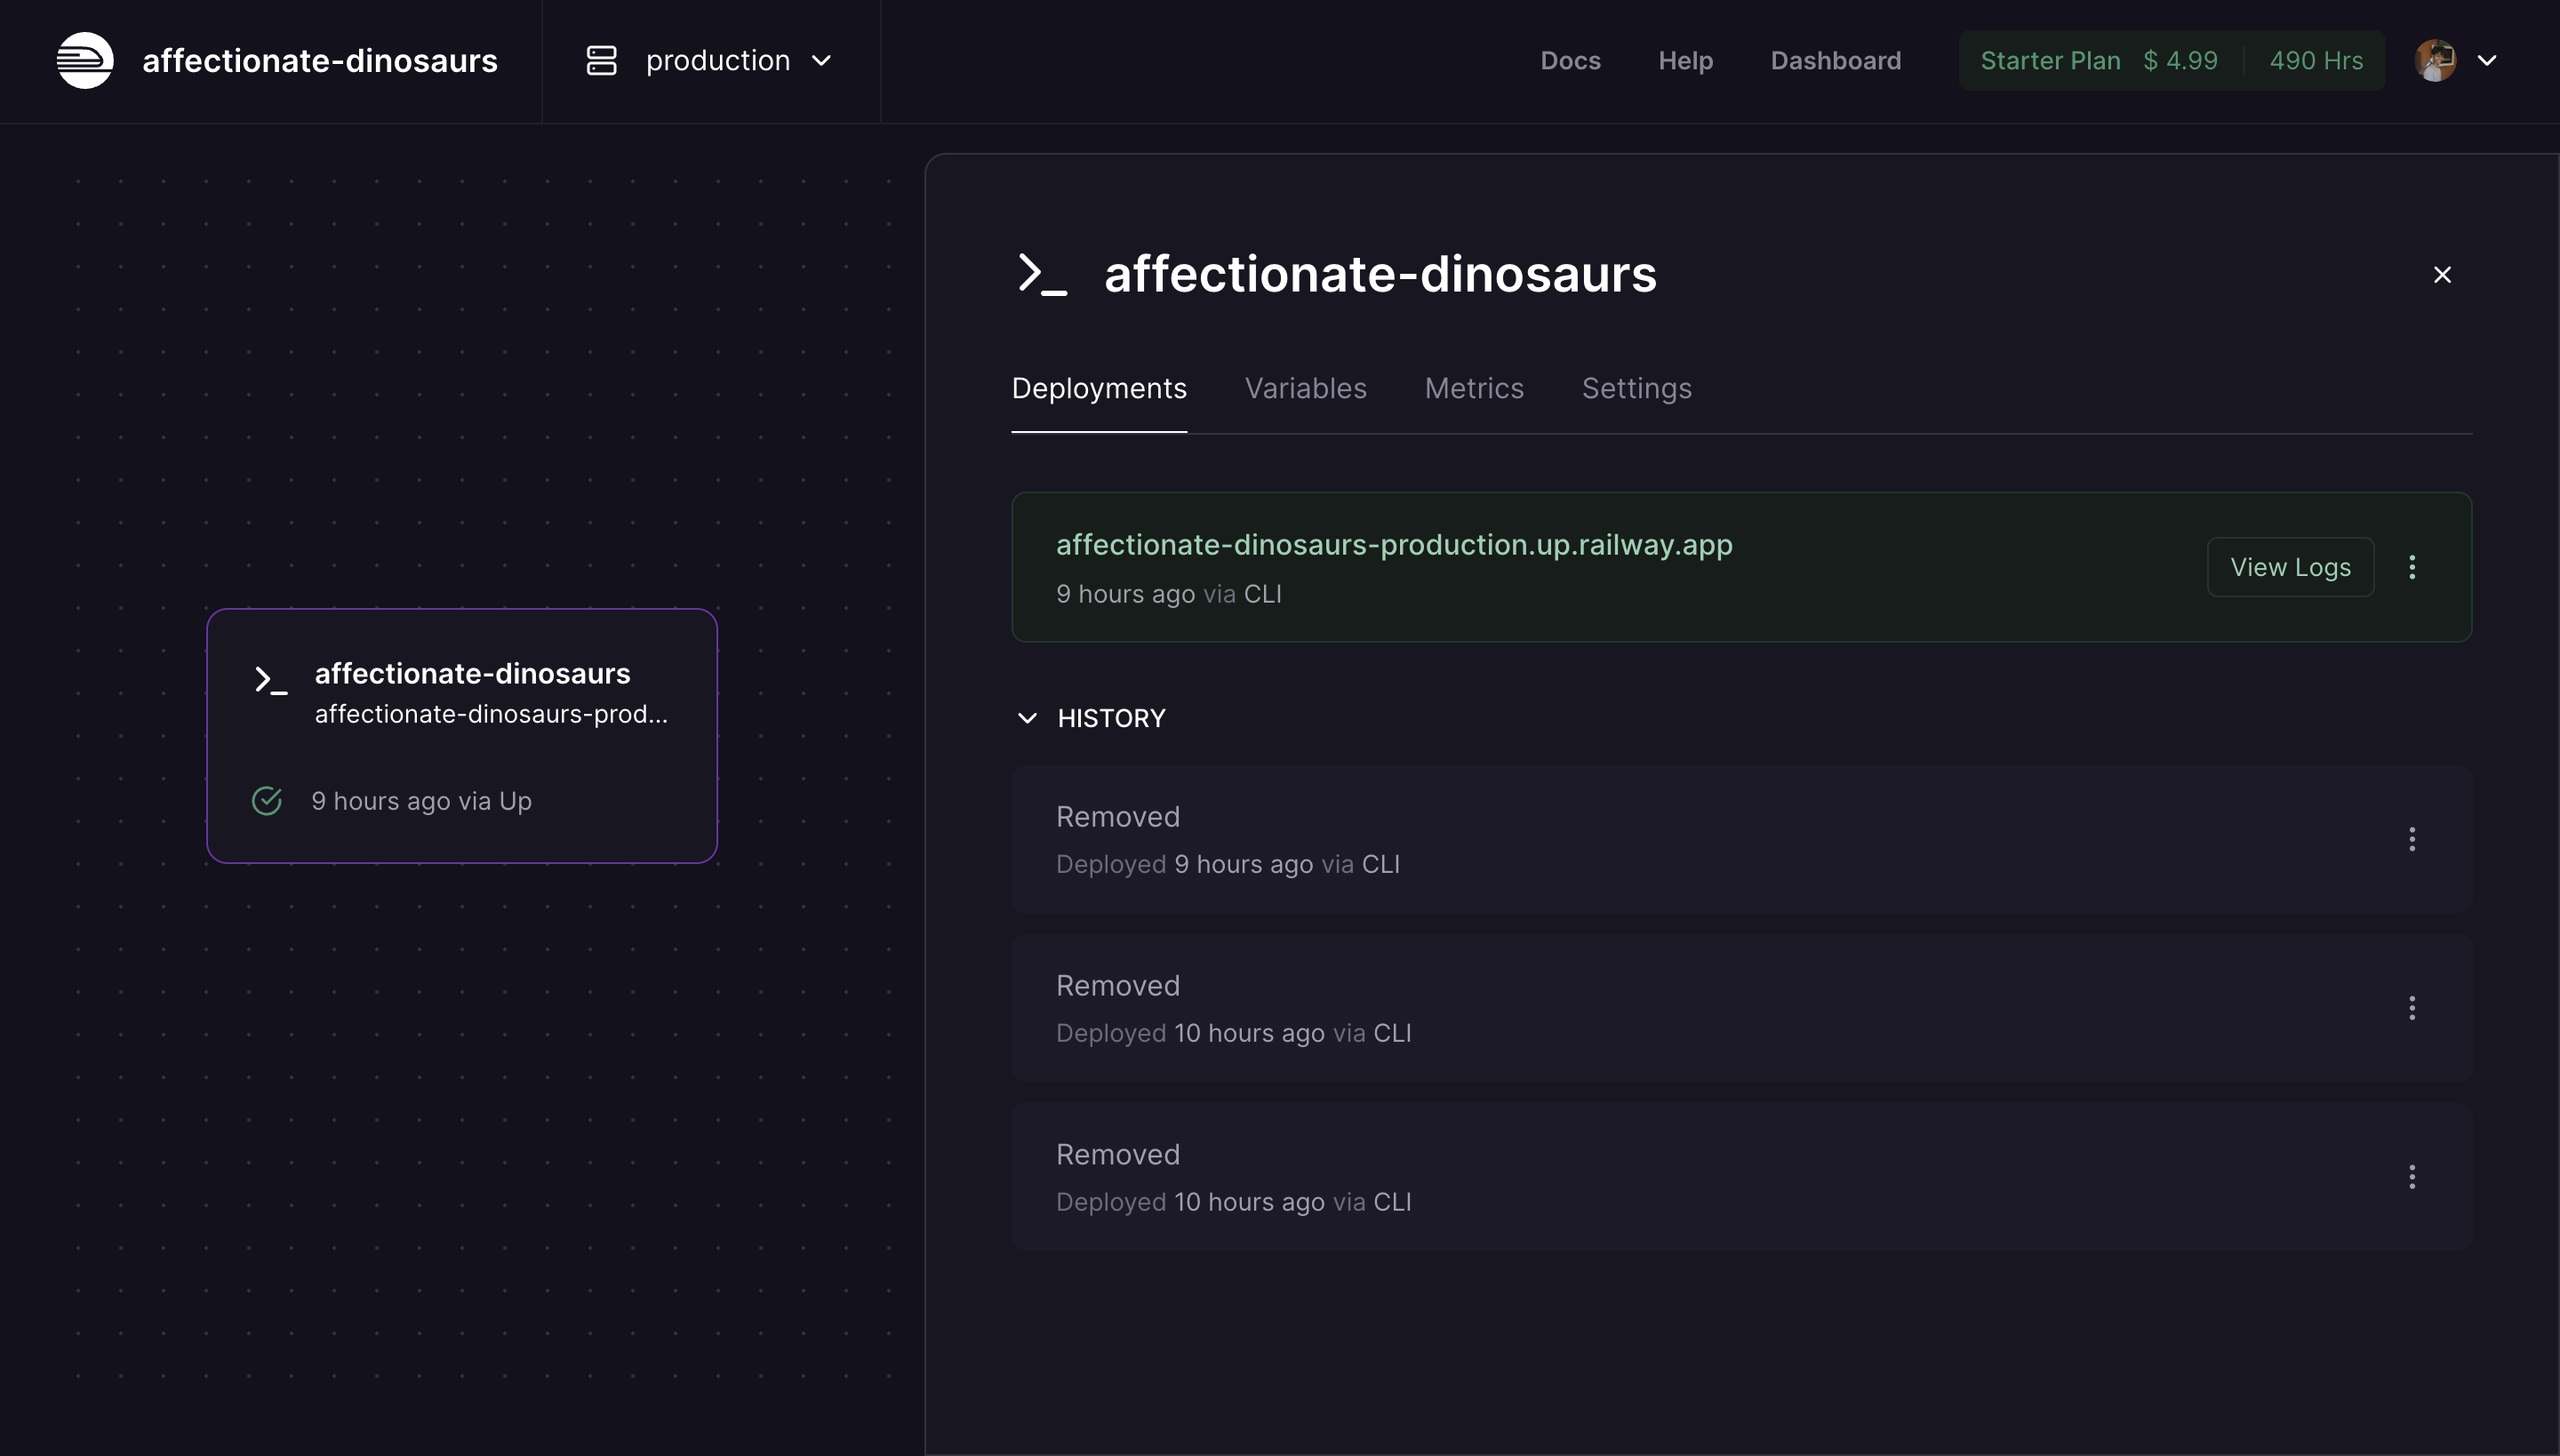 affectionate-dinosaurs
production
Docs
Help
Dashboard
Starter Plan $ 4.99 490 Hrs
affectionate-dinosaurs
affectionate-dinosaurs-prod...
9 hours ago via Up
affectionate-dinosaurs
Deployments
Variables
Metrics
Settings
affectionate-dinosaurs-production.up.railway.app
9 hours ago via CLI
View Logs
HISTORY
Removed
Deployed 9 hours ago via CLI
Removed
Deployed 10 hours ago via CLI
Removed
Deployed 10 hours ago via CLI